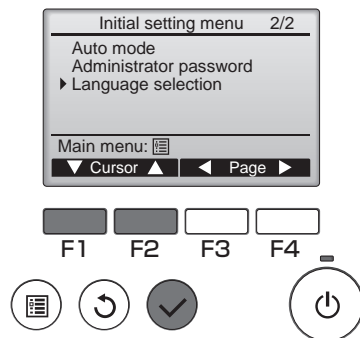 Initial setting menu 2/2
Auto mode
Administrator password
Language selection
Main menu:
Cursor Page
F1 F2 F3 F4